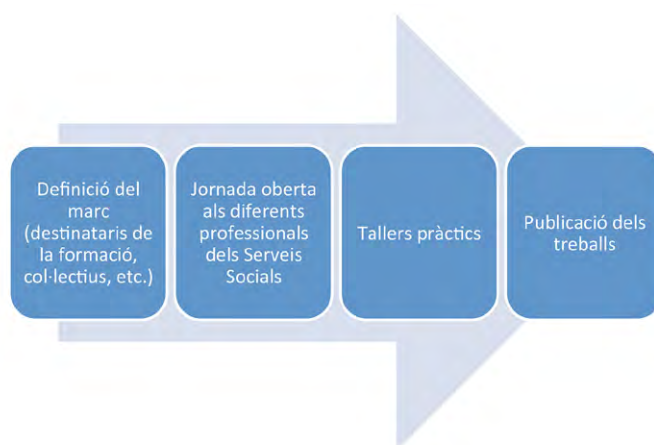 Definició del
marc
(destinataris de
la formació,
col·lectius, etc.)
Jornada oberta
als diferents
professionals
dels Serveis
Socials
Tallers pràctics
Publicació dels
treballs